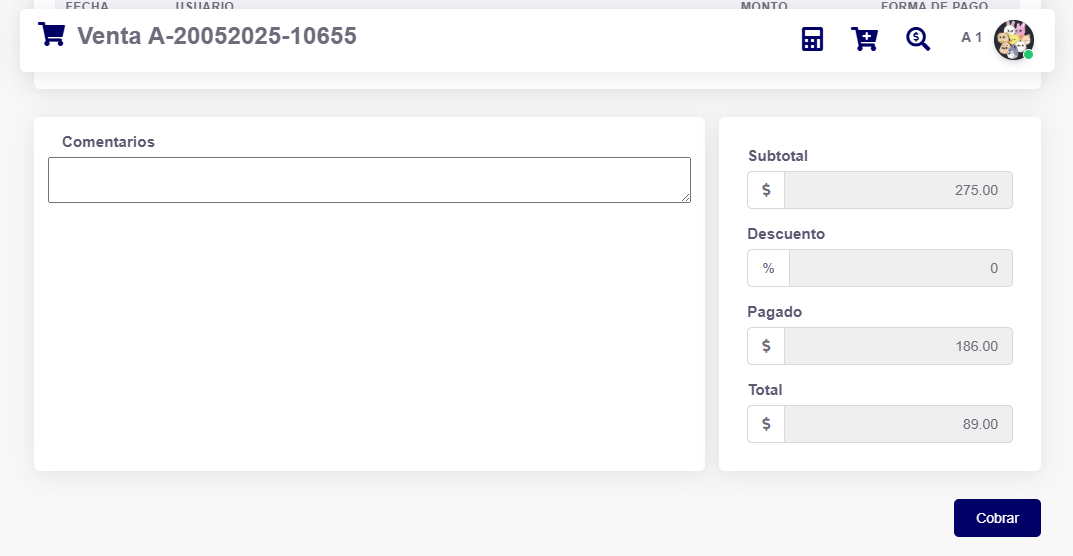 FECHA USUARIO MONTO FORMA DE PAGO
Venta A-20052025-10655
A 1
Comentarios
Subtotal
$ 275.00
Descuento
% 0
Pagado
$ 186.00
Total
$ 89.00
Cobrar